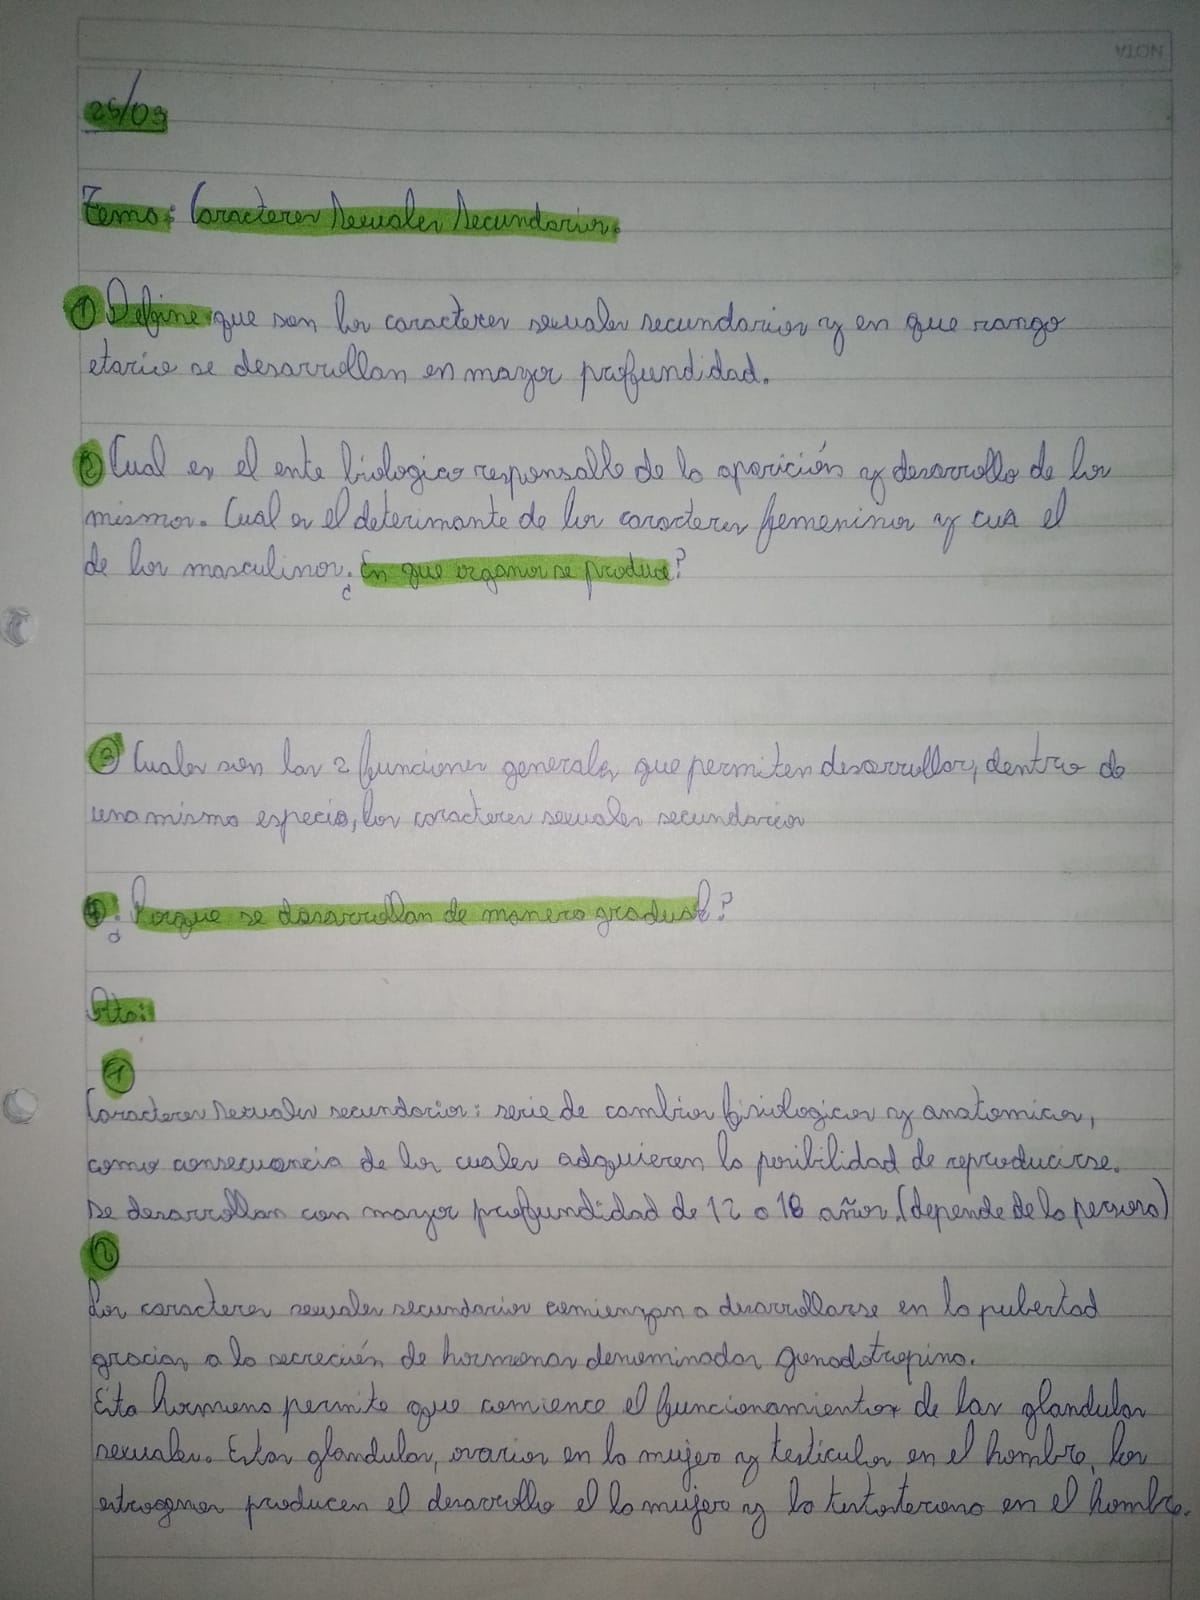 NOTA
25/03
Tema: Caracteres Sexuales Secundarios.
① Define que son los caracteres sexuales secundarios y en que rango
etario se desarrollan en mayor profundidad.
② Cual es el ente biologico responsable de la aparición y desarrollo de los
mismos. Cual es el deterimante de los caracteres femeninos y cua el
de los masculinos. ¿En que organos se produce?
③ Cuales son las 2 funciones generales que permiten desarrollar, dentro de
una misma especie, los caracteres sexuales secundarios
④ ¿Porque se desarrollan de manera gradual?
Rta:
①
Caracteres Sexuales secundarios: serie de cambios fisiologicos y anatomicos,
como consecuencia de los cuales adquieren la posibilidad de reproducirse.
Se desarrollan con mayor profundidad de 12 a 18 años. (depende de la persona)
②
Los caracteres sexuales secundarios comienzan a desarrollarse en la pubertad
gracias a la secreción de hormonas denominadas gonodotropina.
Esta hormona permite que comience el funcionamiento de las glandulas
sexuales. Estas glandulas, ovarios en la mujer y testiculos en el hombre, los
estrogenos producen el desarrollo el la mujer y la testosterona en el hombre.